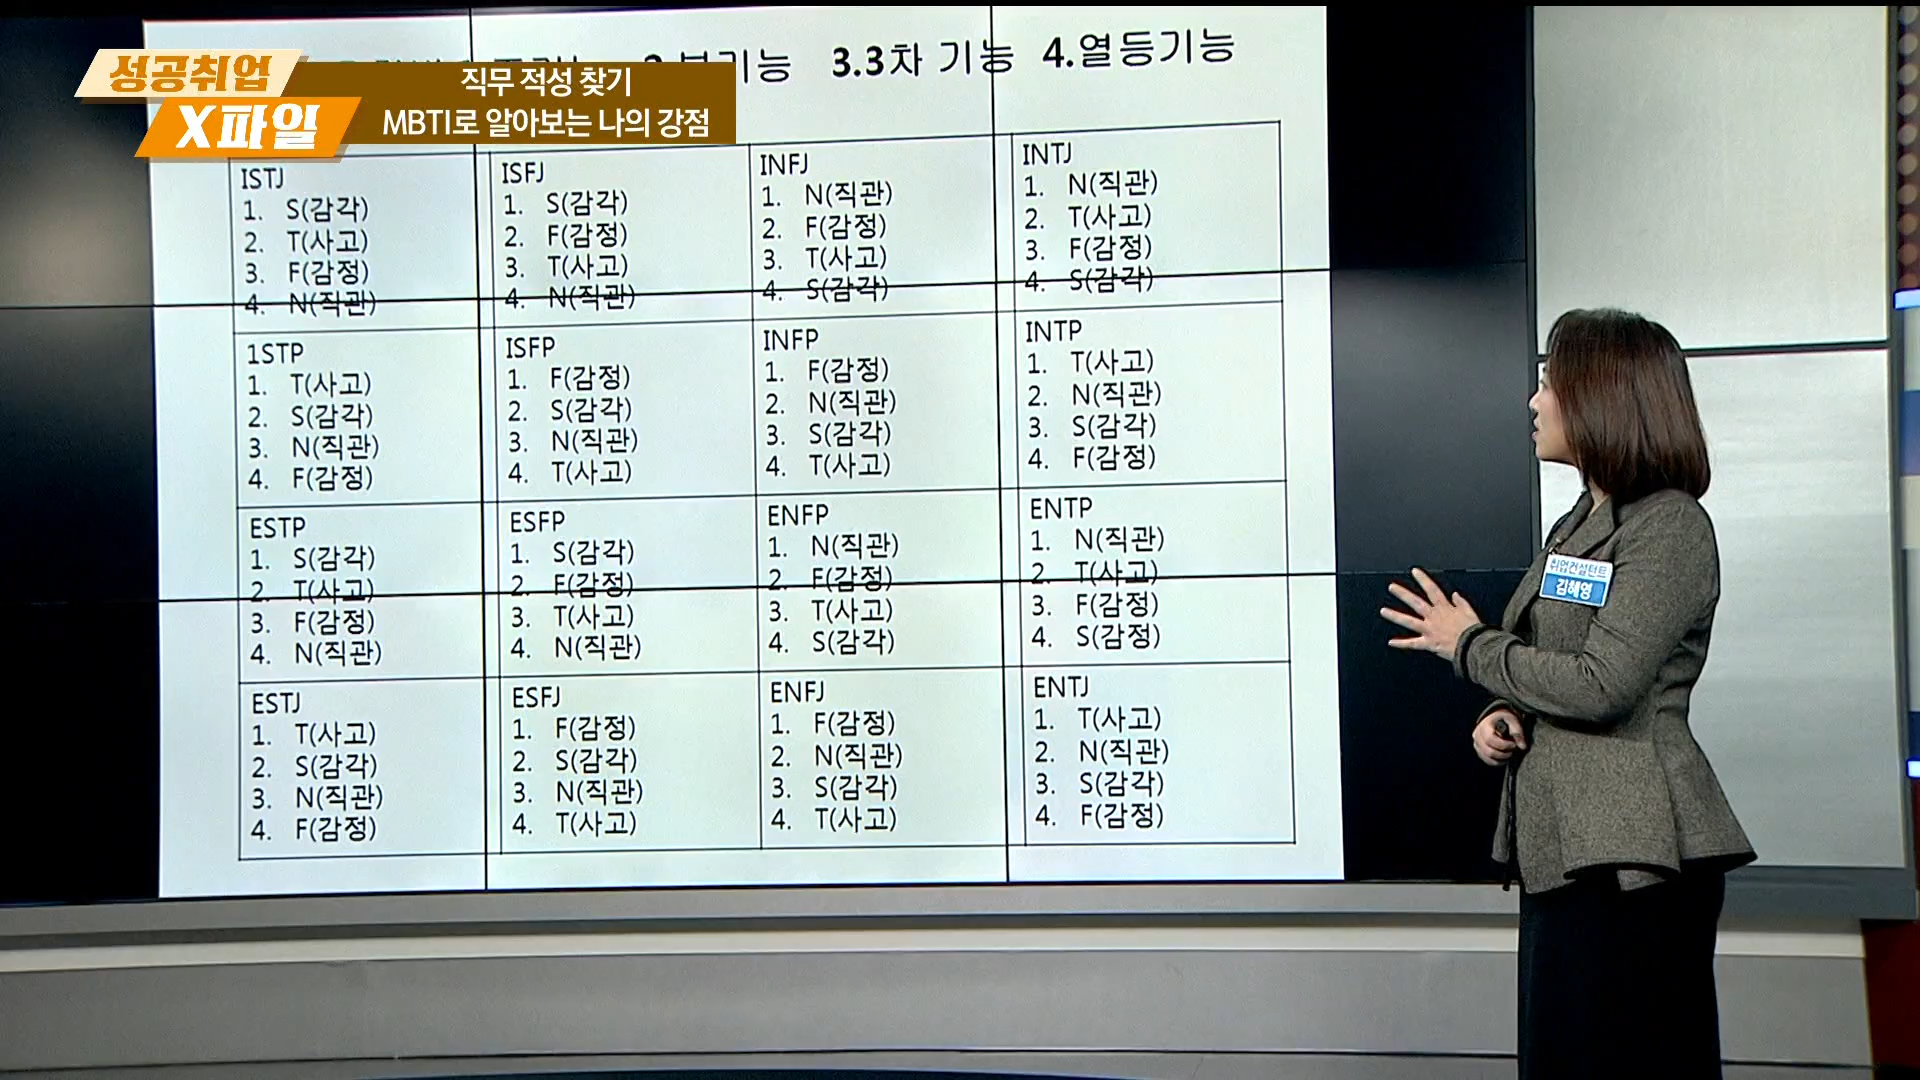 성공취업
X파일
직무 적성 찾기
MBTI로 알아보는 나의 강점
3.3차 기능 4.열등기능
ISTJ
1. S(감각)
2. T(사고)
3. F(감정)
4. N(직관)
ISFJ
1. S(감각)
2. F(감정)
3. T(사고)
4. N(직관)
INFJ
1. N(직관)
2. F(감정)
3. T(사고)
4. S(감각)
INTJ
1. N(직관)
2. T(사고)
3. F(감정)
4. S(감각)
1STP
1. T(사고)
2. S(감각)
3. N(직관)
4. F(감정)
ISFP
1. F(감정)
2. S(감각)
3. N(직관)
4. T(사고)
INFP
1. F(감정)
2. N(직관)
3. S(감각)
4. T(사고)
INTP
1. T(사고)
2. N(직관)
3. S(감각)
4. F(감정)
ESTP
1. S(감각)
2. T(사고)
3. F(감정)
4. N(직관)
ESFP
1. S(감각)
2. F(감정)
3. T(사고)
4. N(직관)
ENFP
1. N(직관)
2. F(감정)
3. T(사고)
4. S(감각)
ENTP
1. N(직관)
2. T(사고)
3. F(감정)
4. S(감정)
ESTJ
1. T(사고)
2. S(감각)
3. N(직관)
4. F(감정)
ESFJ
1. F(감정)
2. S(감각)
3. N(직관)
4. T(사고)
ENFJ
1. F(감정)
2. N(직관)
3. S(감각)
4. T(사고)
ENTJ
1. T(사고)
2. N(직관)
3. S(감각)
4. F(감정)
취업컨설턴트
김혜영